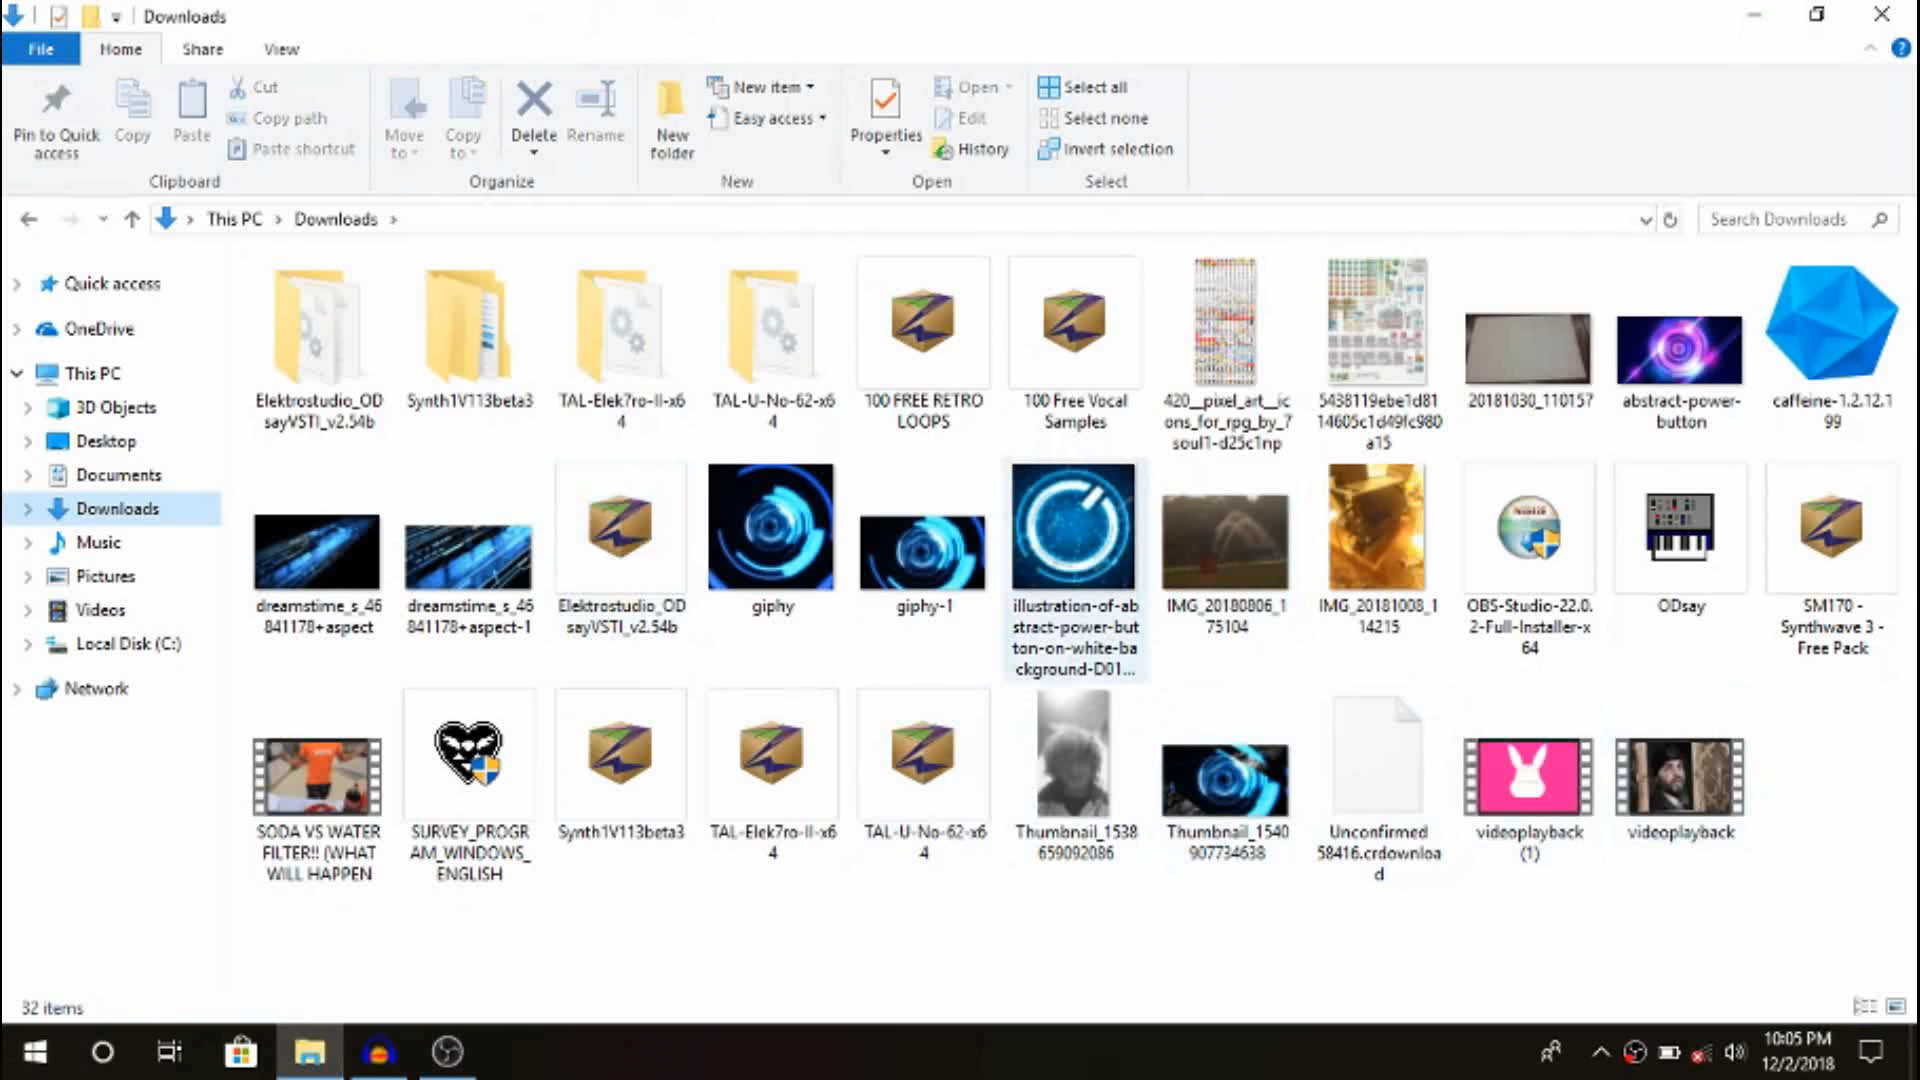 Downloads
File Home Share View
Pin to Quick access
Copy
Paste
Cut
Copy path
Paste shortcut
Clipboard
Move to
Copy to
Delete
Rename
Organize
New folder
New item
Easy access
New
Properties
Open
Edit
History
Open
Select all
Select none
Invert selection
Select
This PC > Downloads >
Search Downloads
Quick access
OneDrive
This PC
3D Objects
Desktop
Documents
Downloads
Music
Pictures
Videos
Local Disk (C:)
Network
Elektrostudio_OD
sayVSTI_v2.54b
Synth1V113beta3
TAL-Elek7ro-II-x6
4
TAL-U-No-62-x6
4
100 FREE RETRO
LOOPS
100 Free Vocal
Samples
420__pixel_art__ic
ons_for_rpg_by_7
soul1-d25c1np
5438119ebe1d81
14605c1d49fc980
a15
20181030_110157
abstract-power-
button
caffeine-1.2.12.1
99
dreamstime_s_46
841178+aspect
dreamstime_s_46
841178+aspect-1
Elektrostudio_OD
sayVSTI_v2.54b
giphy
giphy-1
illustration-of-ab
stract-power-but
ton-on-white-ba
ckground-D01...
IMG_20180806_1
75104
IMG_20181008_1
14215
OBS-Studio-22.0.
2-Full-Installer-x
64
ODsay
SM170 -
Synthwave 3 -
Free Pack
SODA VS WATER
FILTER!! (WHAT
WILL HAPPEN
SURVEY_PROGR
AM_WINDOWS_
ENGLISH
Synth1V113beta3
TAL-Elek7ro-II-x6
4
TAL-U-No-62-x6
4
Thumbnail_1538
659092086
Thumbnail_1540
907734638
Unconfirmed
58416.crdownloa
d
videoplayback
(1)
videoplayback
32 items
10:05 PM
12/2/2018